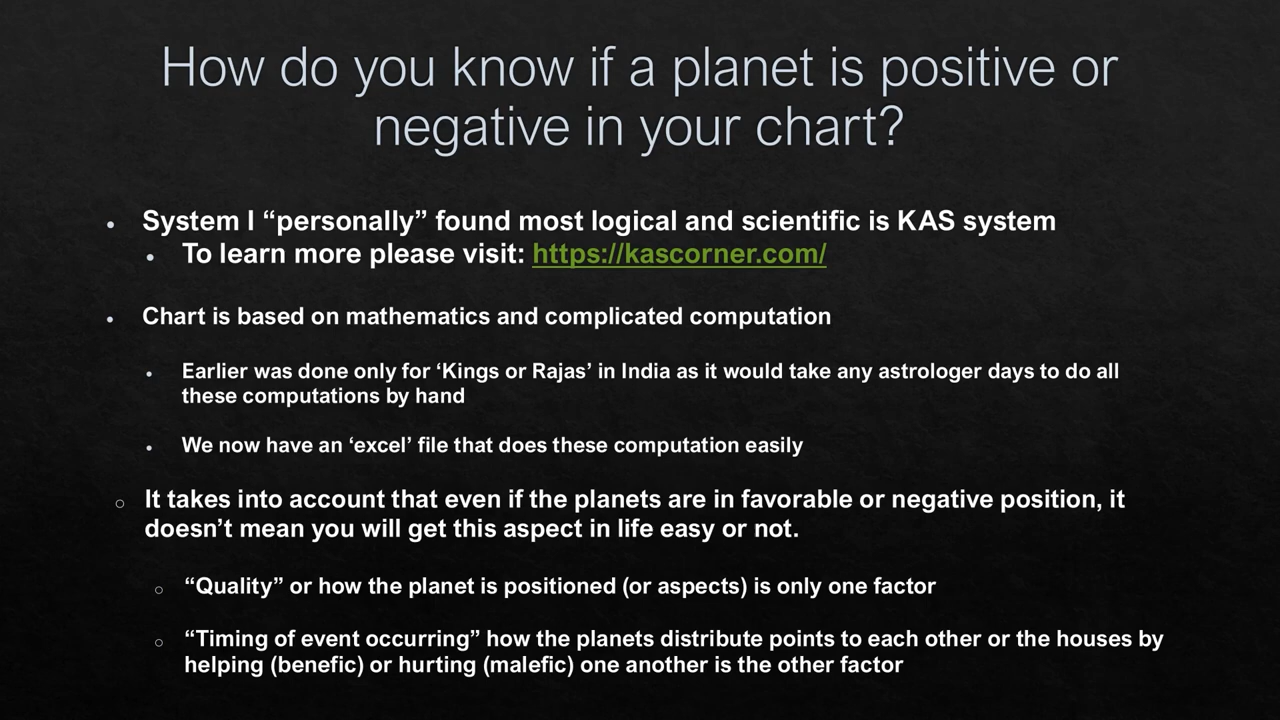 How do you know if a planet is positive or
negative in your chart?
• System I “personally” found most logical and scientific is KAS system
• To learn more please visit: https://kascorner.com/
• Chart is based on mathematics and complicated computation
• Earlier was done only for ‘Kings or Rajas’ in India as it would take any astrologer days to do all
these computations by hand
• We now have an ‘excel’ file that does these computation easily
○ It takes into account that even if the planets are in favorable or negative position, it
doesn’t mean you will get this aspect in life easy or not.
○ “Quality” or how the planet is positioned (or aspects) is only one factor
○ “Timing of event occurring” how the planets distribute points to each other or the houses by
helping (benefic) or hurting (malefic) one another is the other factor